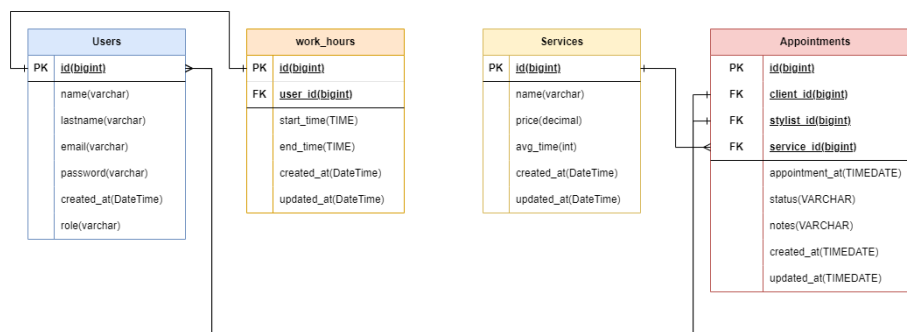 Users
PK id(bigint)
name(varchar)
lastname(varchar)
email(varchar)
password(varchar)
created_at(DateTime)
role(varchar)
work_hours
PK id(bigint)
FK user_id(bigint)
start_time(TIME)
end_time(TIME)
created_at(DateTime)
updated_at(DateTime)
Services
PK id(bigint)
name(varchar)
price(decimal)
avg_time(int)
created_at(DateTime)
updated_at(DateTime)
Appointments
PK id(bigint)
FK client_id(bigint)
FK stylist_id(bigint)
FK service_id(bigint)
appointment_at(TIMEDATE)
status(VARCHAR)
notes(VARCHAR)
created_at(TIMEDATE)
updated_at(TIMEDATE)